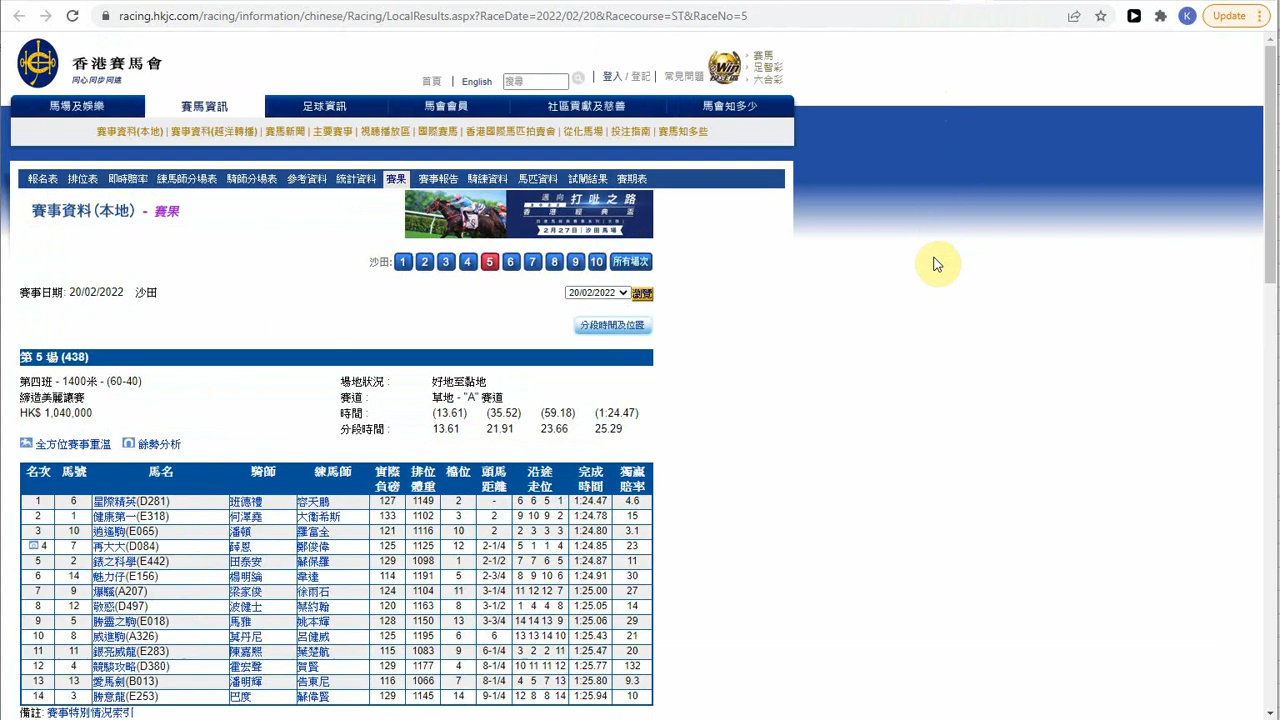 racing.hkjc.com/racing/information/chinese/Racing/LocalResults.aspx?RaceDate=2022/02/20&Racecourse=ST&RaceNo=5
K
Update
香港賽馬會
同心同步同進
首頁 | English 搜尋 登入 / 登記 | 常見問題
Win
賽馬
足智彩
六合彩
馬場及娛樂 賽馬資訊 足球資訊 馬會會員 社區貢獻及慈善 馬會知多少
賽事資料(本地) | 賽事資料(越洋轉播) | 賽馬新聞 | 主要賽事 | 視聽播放區 | 國際賽馬 | 香港國際馬匹拍賣會 | 從化馬場 | 投注指南 | 賽馬知多些
報名表 排位表 即時賠率 練馬師分場表 騎師分場表 參考資料 統計資料 賽果 賽事報告 騎練資料 馬匹資料 試閘結果 賽期表
賽事資料(本地) - 賽果
邁向 打吡之路
2月27日 | 沙田馬場
沙田: 1 2 3 4 5 6 7 8 9 10 所有場次
賽事日期: 20/02/2022 沙田
20/02/2022 瀏覽
分段時間及位置
第 5 場 (438)
第四班 - 1400米 - (60-40) 場地狀況 : 好地至黏地
締造美麗讓賽 賽道 : 草地 - "A" 賽道
HK$ 1,040,000 時間 : (13.61) (35.52) (59.18) (1:24.47)
分段時間 : 13.61 21.91 23.66 25.29
全方位賽事重溫 餘勢分析
名次 馬號 馬名 騎師 練馬師 實際負磅 排位體重 檔位 頭馬距離 沿途走位 完成時間 獨贏賠率
1 6 星際精英(D281) 班德禮 容天鵬 127 1149 2 - 6 6 5 1 1:24.47 4.6
2 1 健康第一(E318) 何澤堯 大衛希斯 133 1102 3 2 9 10 9 2 1:24.78 15
3 10 逍遙駒(E065) 潘頓 羅富全 121 1116 10 2 2 3 3 3 1:24.80 3.1
4 7 再大大(D084) 薛恩 鄭俊偉 125 1125 12 2-1/4 5 1 1 4 1:24.85 23
5 2 錶之科學(E442) 田泰安 蘇保羅 129 1098 1 2-1/2 7 7 6 5 1:24.87 11
6 14 魅力仔(E156) 楊明綸 韋達 114 1191 5 2-3/4 8 9 10 6 1:24.91 30
7 9 爆騷(A207) 梁家俊 徐雨石 124 1104 11 3-1/4 11 12 12 7 1:25.00 27
8 12 敬惑(D497) 波健士 蔡約翰 120 1163 8 3-1/2 1 4 4 8 1:25.05 14
9 5 勝靈之駒(E018) 馬雅 姚本輝 128 1150 13 3-3/4 14 14 13 9 1:25.06 29
10 8 威進駒(A326) 莫丹尼 呂健威 125 1195 6 6 13 13 14 10 1:25.43 21
11 11 銀亮威龍(E283) 陳嘉熙 葉楚航 115 1083 9 6-1/4 3 2 2 11 1:25.47 20
12 4 競駿攻略(D380) 霍宏聲 賀賢 129 1177 4 8-1/4 10 11 11 12 1:25.77 132
13 13 愛馬劍(B013) 潘明輝 告東尼 116 1066 7 8-1/4 4 5 7 13 1:25.80 9.3
14 3 勝意龍(E253) 巴度 蘇偉賢 129 1145 14 9-1/4 12 8 8 14 1:25.94 10
備註: 賽事特別情況索引